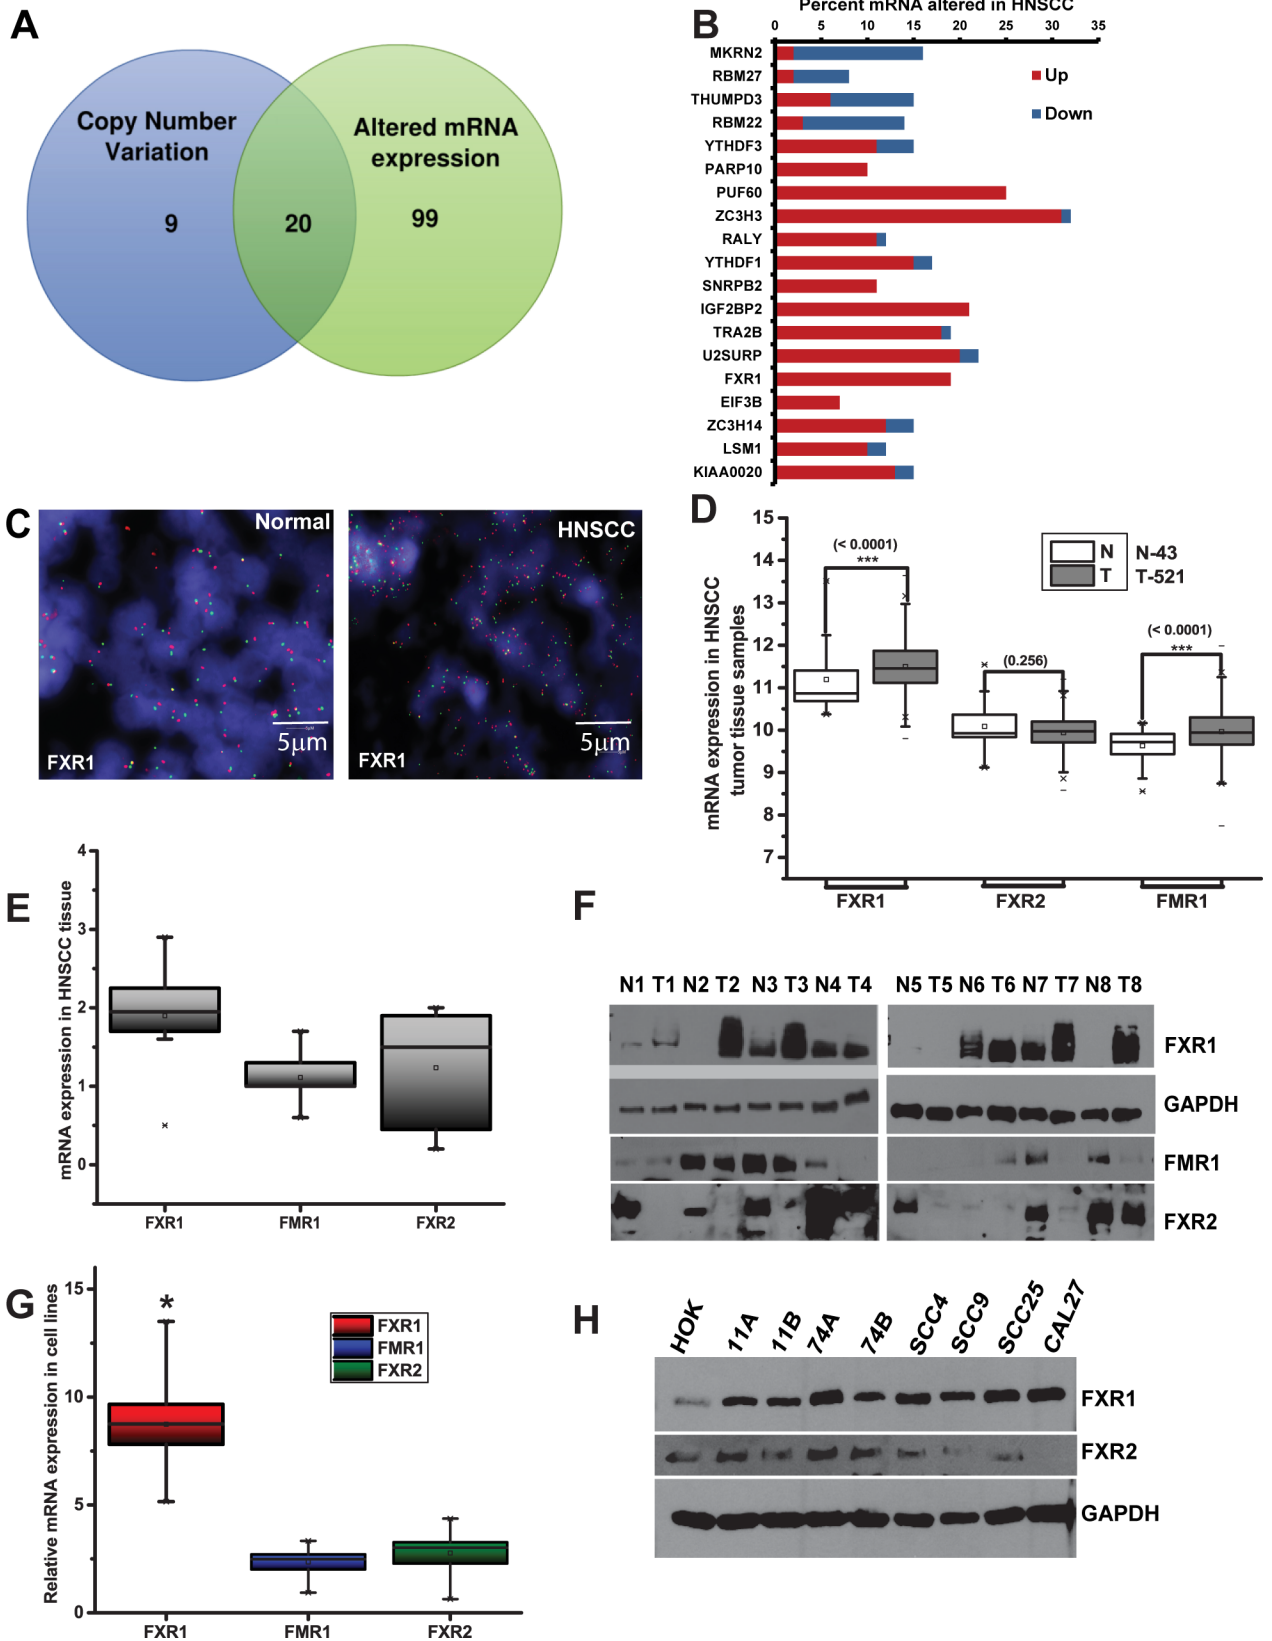 A
Copy Number
Variation
9
20
Altered mRNA
expression
99
B
Percent mRNA altered in HNSCC
0 5 10 15 20 25 30 35
MKRN2
RBM27
THUMPD3
RBM22
YTHDF3
PARP10
PUF60
ZC3H3
RALY
YTHDF1
SNRPB2
IGF2BP2
TRA2B
U2SURP
FXR1
EIF3B
ZC3H14
LSM1
KIAA0020
Up
Down
C
Normal
5μm
FXR1
HNSCC
5μm
FXR1
D
mRNA expression in HNSCC
tumor tissue samples
15
14
13
12
11
10
9
8
7
(< 0.0001)
***
(0.256)
(< 0.0001)
***
N N-43
T T-521
FXR1 FXR2 FMR1
E
mRNA expression in HNSCC tissue
4
3
2
1
0
FXR1 FMR1 FXR2
F
N1 T1 N2 T2 N3 T3 N4 T4 N5 T5 N6 T6 N7 T7 N8 T8
FXR1
GAPDH
FMR1
FXR2
G
Relative mRNA expression in cell lines
15
10
5
0
*
FXR1
FMR1
FXR2
FXR1 FMR1 FXR2
H
HOK 11A 11B 74A 74B SCC4 SCC9 SCC25 CAL27
FXR1
FXR2
GAPDH